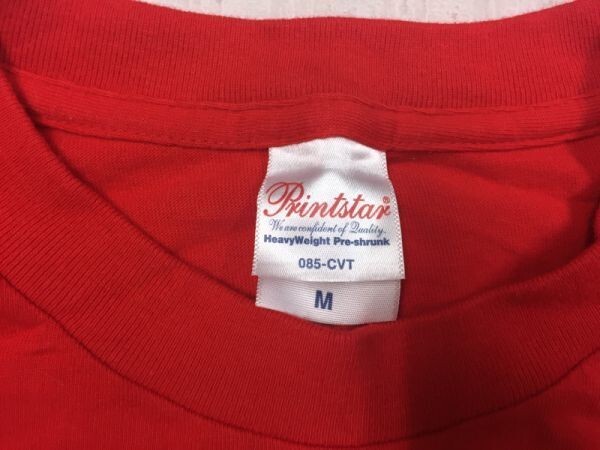 Printstar®
We are confident of Quality.
HeavyWeight Pre-shrunk
085-CVT
M